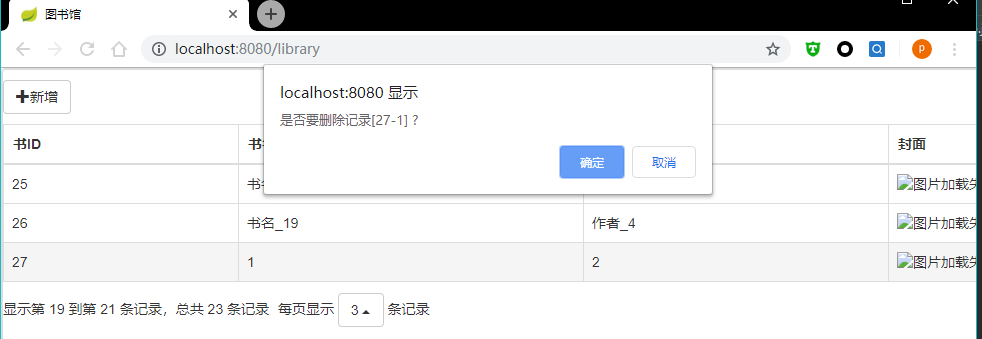 图书馆
localhost:8080/library
p
localhost:8080 显示
是否要删除记录[27-1]？
确定 取消
新增
书ID 书 封面
25 书名 图片加载失
26 书名_19 作者_4 图片加载失
27 1 2 图片加载失
显示第 19 到第 21 条记录，总共 23 条记录 每页显示 3 条记录